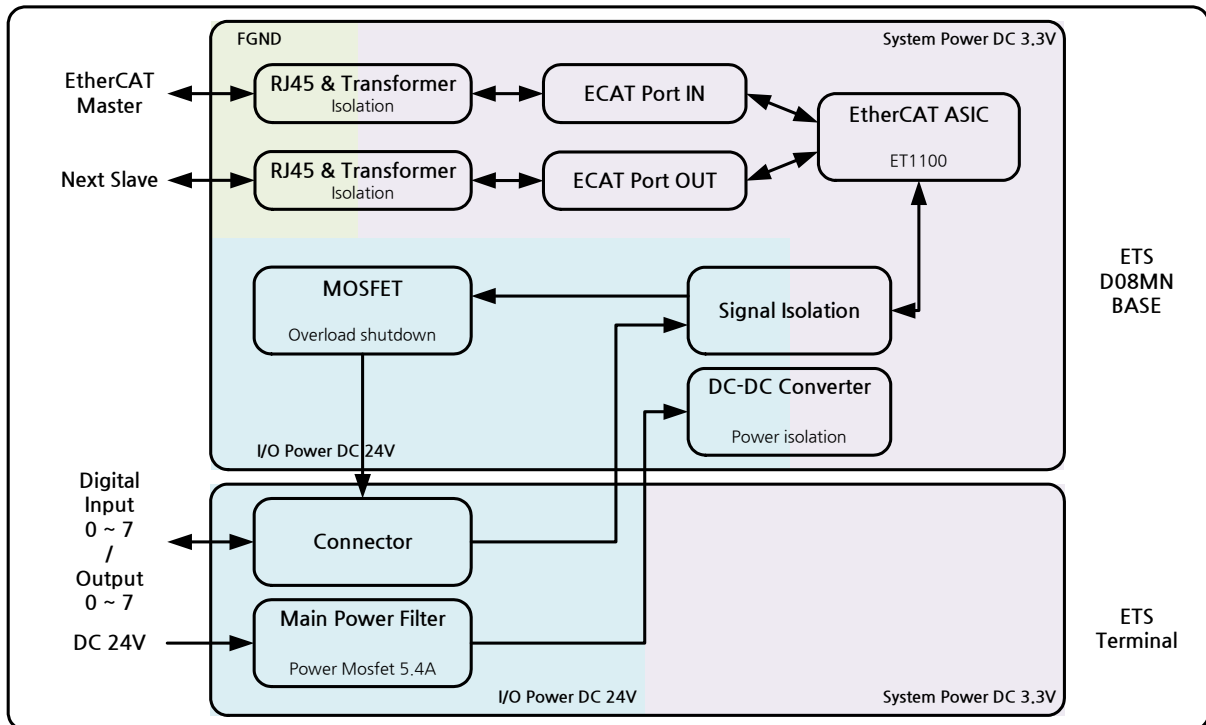 FGND
System Power DC 3.3V
EtherCAT
Master
RJ45 & Transformer
Isolation
ECAT Port IN
EtherCAT ASIC
ET1100
Next Slave
RJ45 & Transformer
Isolation
ECAT Port OUT
MOSFET
Overload shutdown
Signal Isolation
ETS
D08MN
BASE
DC-DC Converter
Power isolation
I/O Power DC 24V
Digital
Input
0 ~ 7
/
Output
0 ~ 7
Connector
DC 24V
Main Power Filter
Power Mosfet 5.4A
ETS
Terminal
I/O Power DC 24V
System Power DC 3.3V